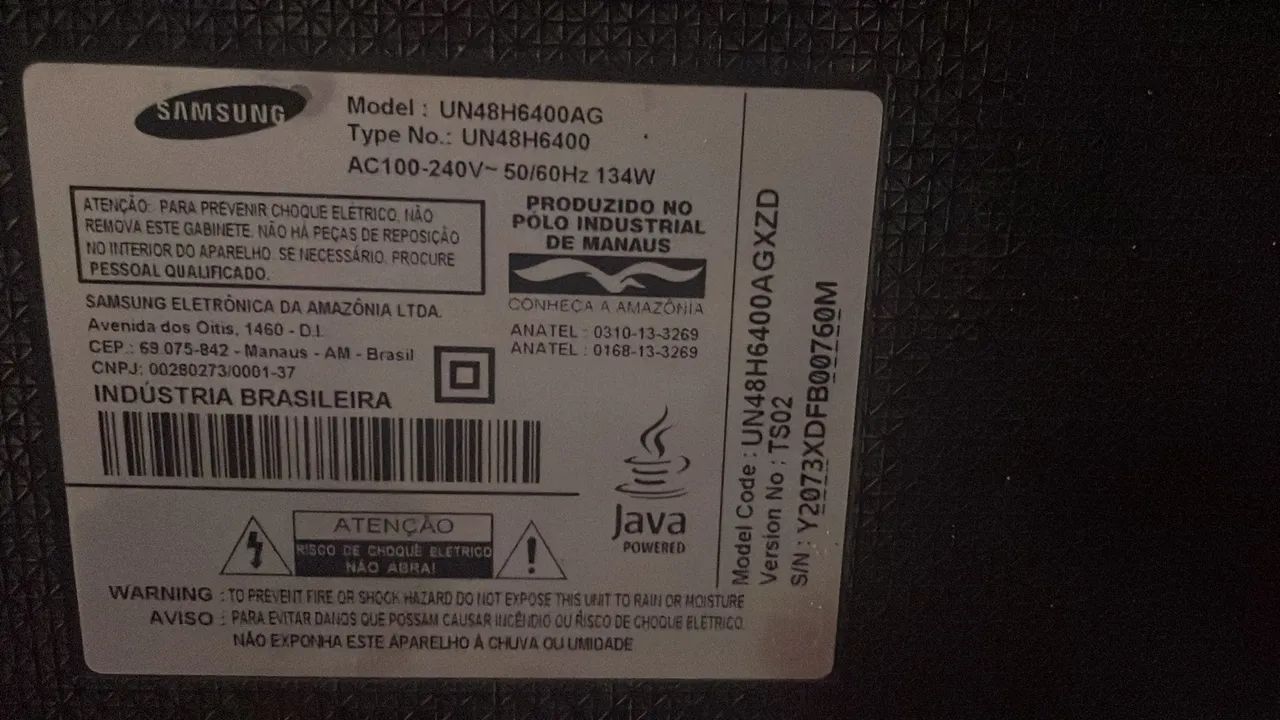 SAMSUNG
Model : UN48H6400AG
Type No.: UN48H6400
AC100-240V~ 50/60Hz 134W
ATENÇÃO: PARA PREVENIR CHOQUE ELÉTRICO, NÃO
REMOVA ESTE GABINETE. NÃO HÁ PEÇAS DE REPOSIÇÃO
NO INTERIOR DO APARELHO. SE NECESSÁRIO, PROCURE
PESSOAL QUALIFICADO.
PRODUZIDO NO
PÓLO INDUSTRIAL
DE MANAUS
CONHEÇA A AMAZÔNIA
SAMSUNG ELETRÔNICA DA AMAZÔNIA LTDA.
Avenida dos Oitis, 1460 - D.I.
CEP.: 69.075-842 - Manaus - AM - Brasil
CNPJ: 00280273/0001-37
INDÚSTRIA BRASILEIRA
ANATEL : 0310-13-3269
ANATEL : 0168-13-3269
Java
POWERED
ATENÇÃO
RISCO DE CHOQUE ELÉTRICO
NÃO ABRA!
WARNING : TO PREVENT FIRE OR SHOCK HAZARD DO NOT EXPOSE THIS UNIT TO RAIN OR MOISTURE
AVISO : PARA EVITAR DANOS QUE POSSAM CAUSAR INCÊNDIO OU RISCO DE CHOQUE ELÉTRICO,
NÃO EXPONHA ESTE APARELHO À CHUVA OU UMIDADE
Model Code : UN48H6400AGXZD
Version No : TS02
S/N : Y2073XDFB00760M